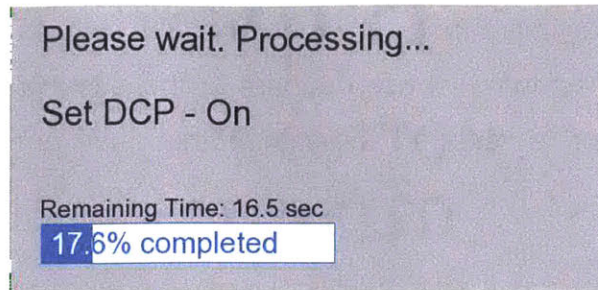 Please wait. Processing...
Set DCP - On
Remaining Time: 16.5 sec
17.6% completed